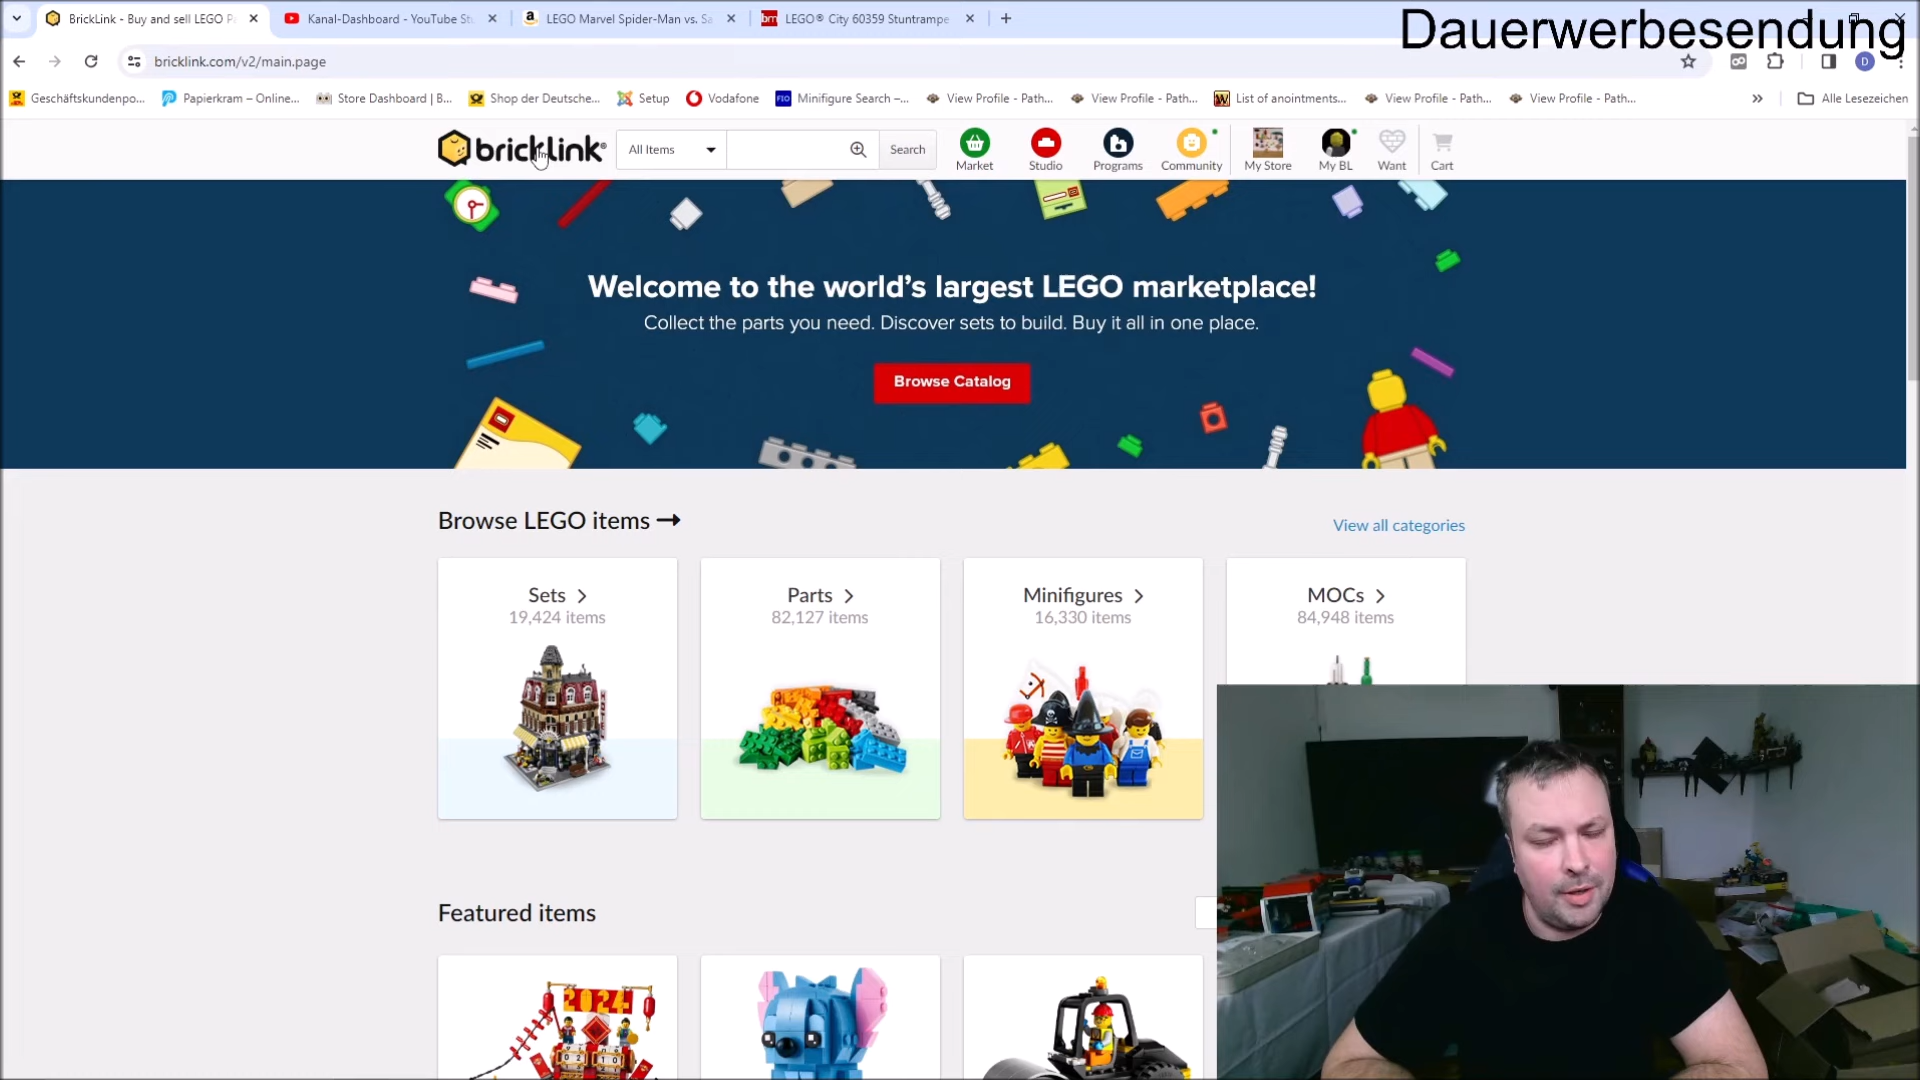 BrickLink - Buy and sell LEGO P
Kanal-Dashboard - YouTube St
LEGO Marvel Spider-Man vs. Sa
LEGO® City 60359 Stuntrampe
Dauerwerbesendung
bricklink.com/v2/main.page
D
Geschäftskundenpo...
Papierkram – Online...
Store Dashboard | B...
Shop der Deutsche...
Setup
Vodafone
FIO
Minifigure Search –...
View Profile - Path...
View Profile - Path...
List of anointments...
View Profile - Path...
View Profile - Path...
Alle Lesezeichen
bricklink®
All Items
Search
Market
Studio
Programs
Community
My Store
My BL
Want
Cart
Welcome to the world's largest LEGO marketplace!
Collect the parts you need. Discover sets to build. Buy it all in one place.
Browse Catalog
Browse LEGO items
View all categories
Sets
19,424 items
Parts
82,127 items
Minifigures
16,330 items
MOCs
84,948 items
Featured items
2024